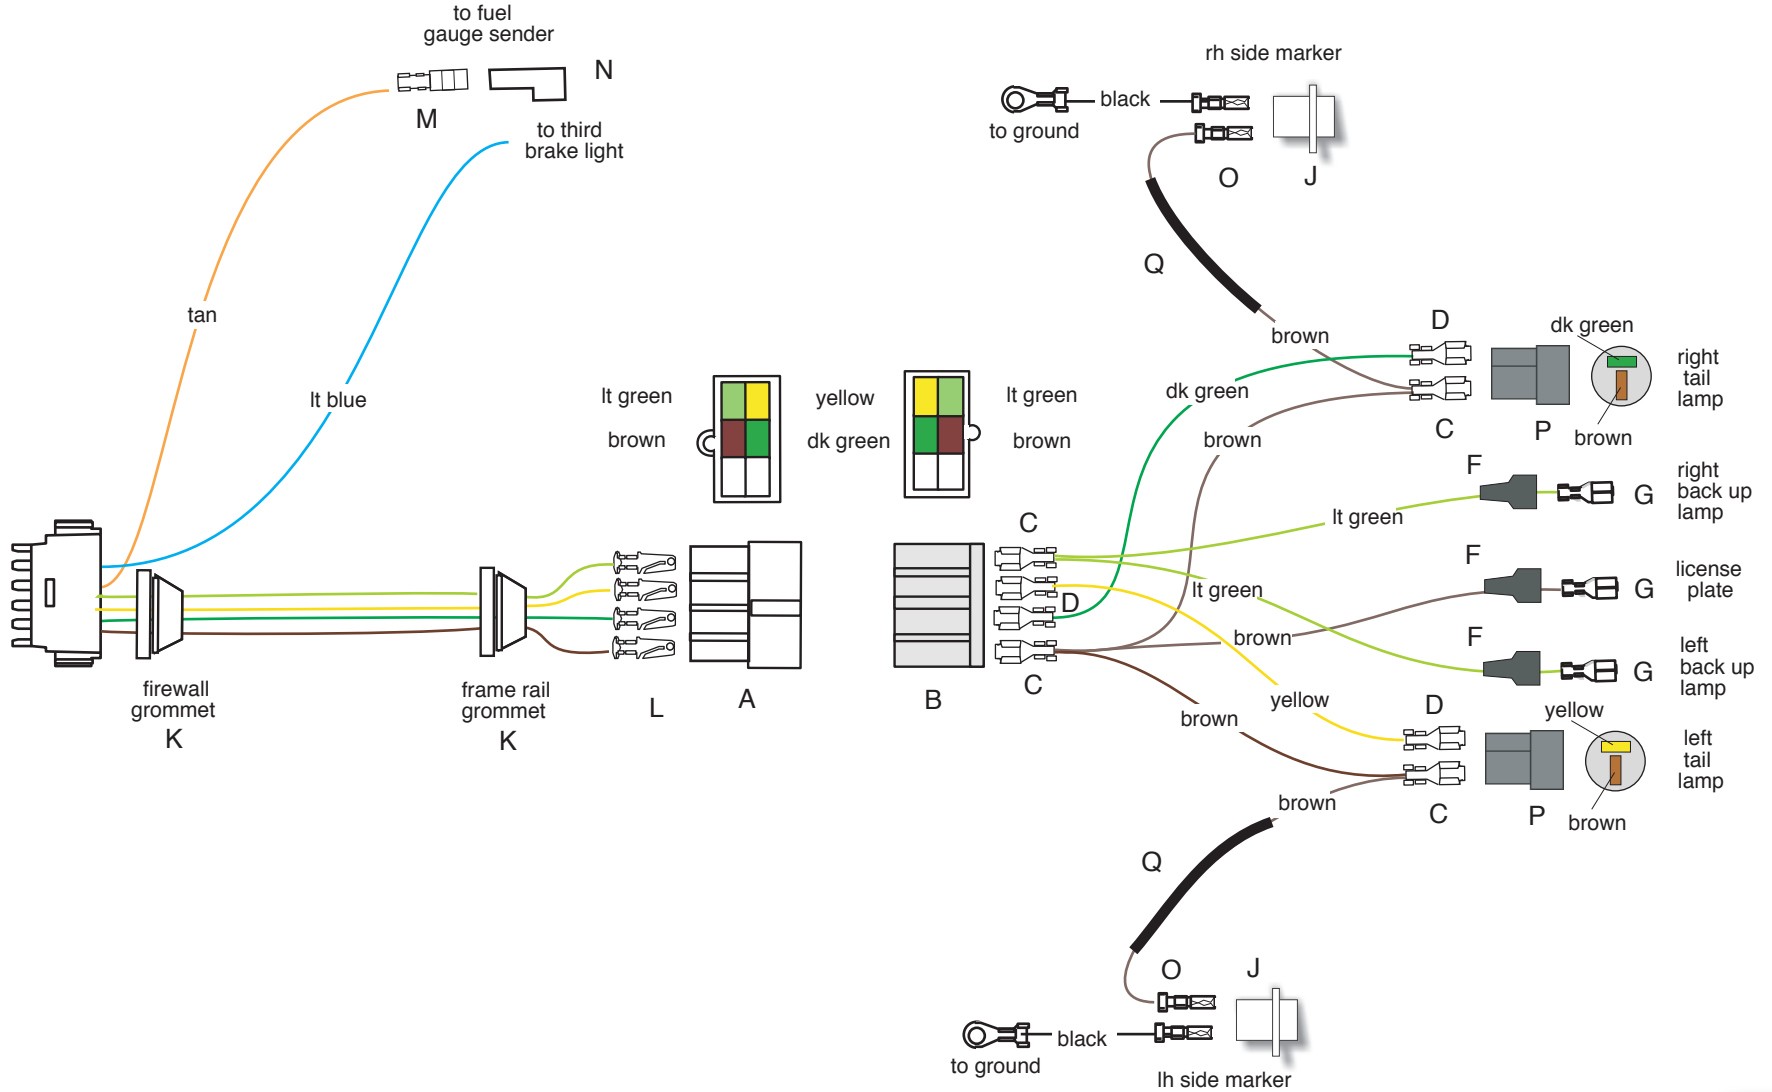 to fuel
gauge sender
N
M
to third
brake light
tan
lt blue
rh side marker
black
to ground
O
J
Q
brown
D
dk green
right
tail
lamp
dk green
brown
C
P
brown
lt green
yellow
lt green
brown
dk green
brown
F
G
right
back up
lamp
lt green
C
D
lt green
F
G
license
plate
brown
F
G
left
back up
lamp
firewall
grommet
K
frame rail
grommet
K
L
A
B
C
yellow
brown
D
yellow
left
tail
lamp
brown
C
P
brown
Q
O
J
black
to ground
lh side marker